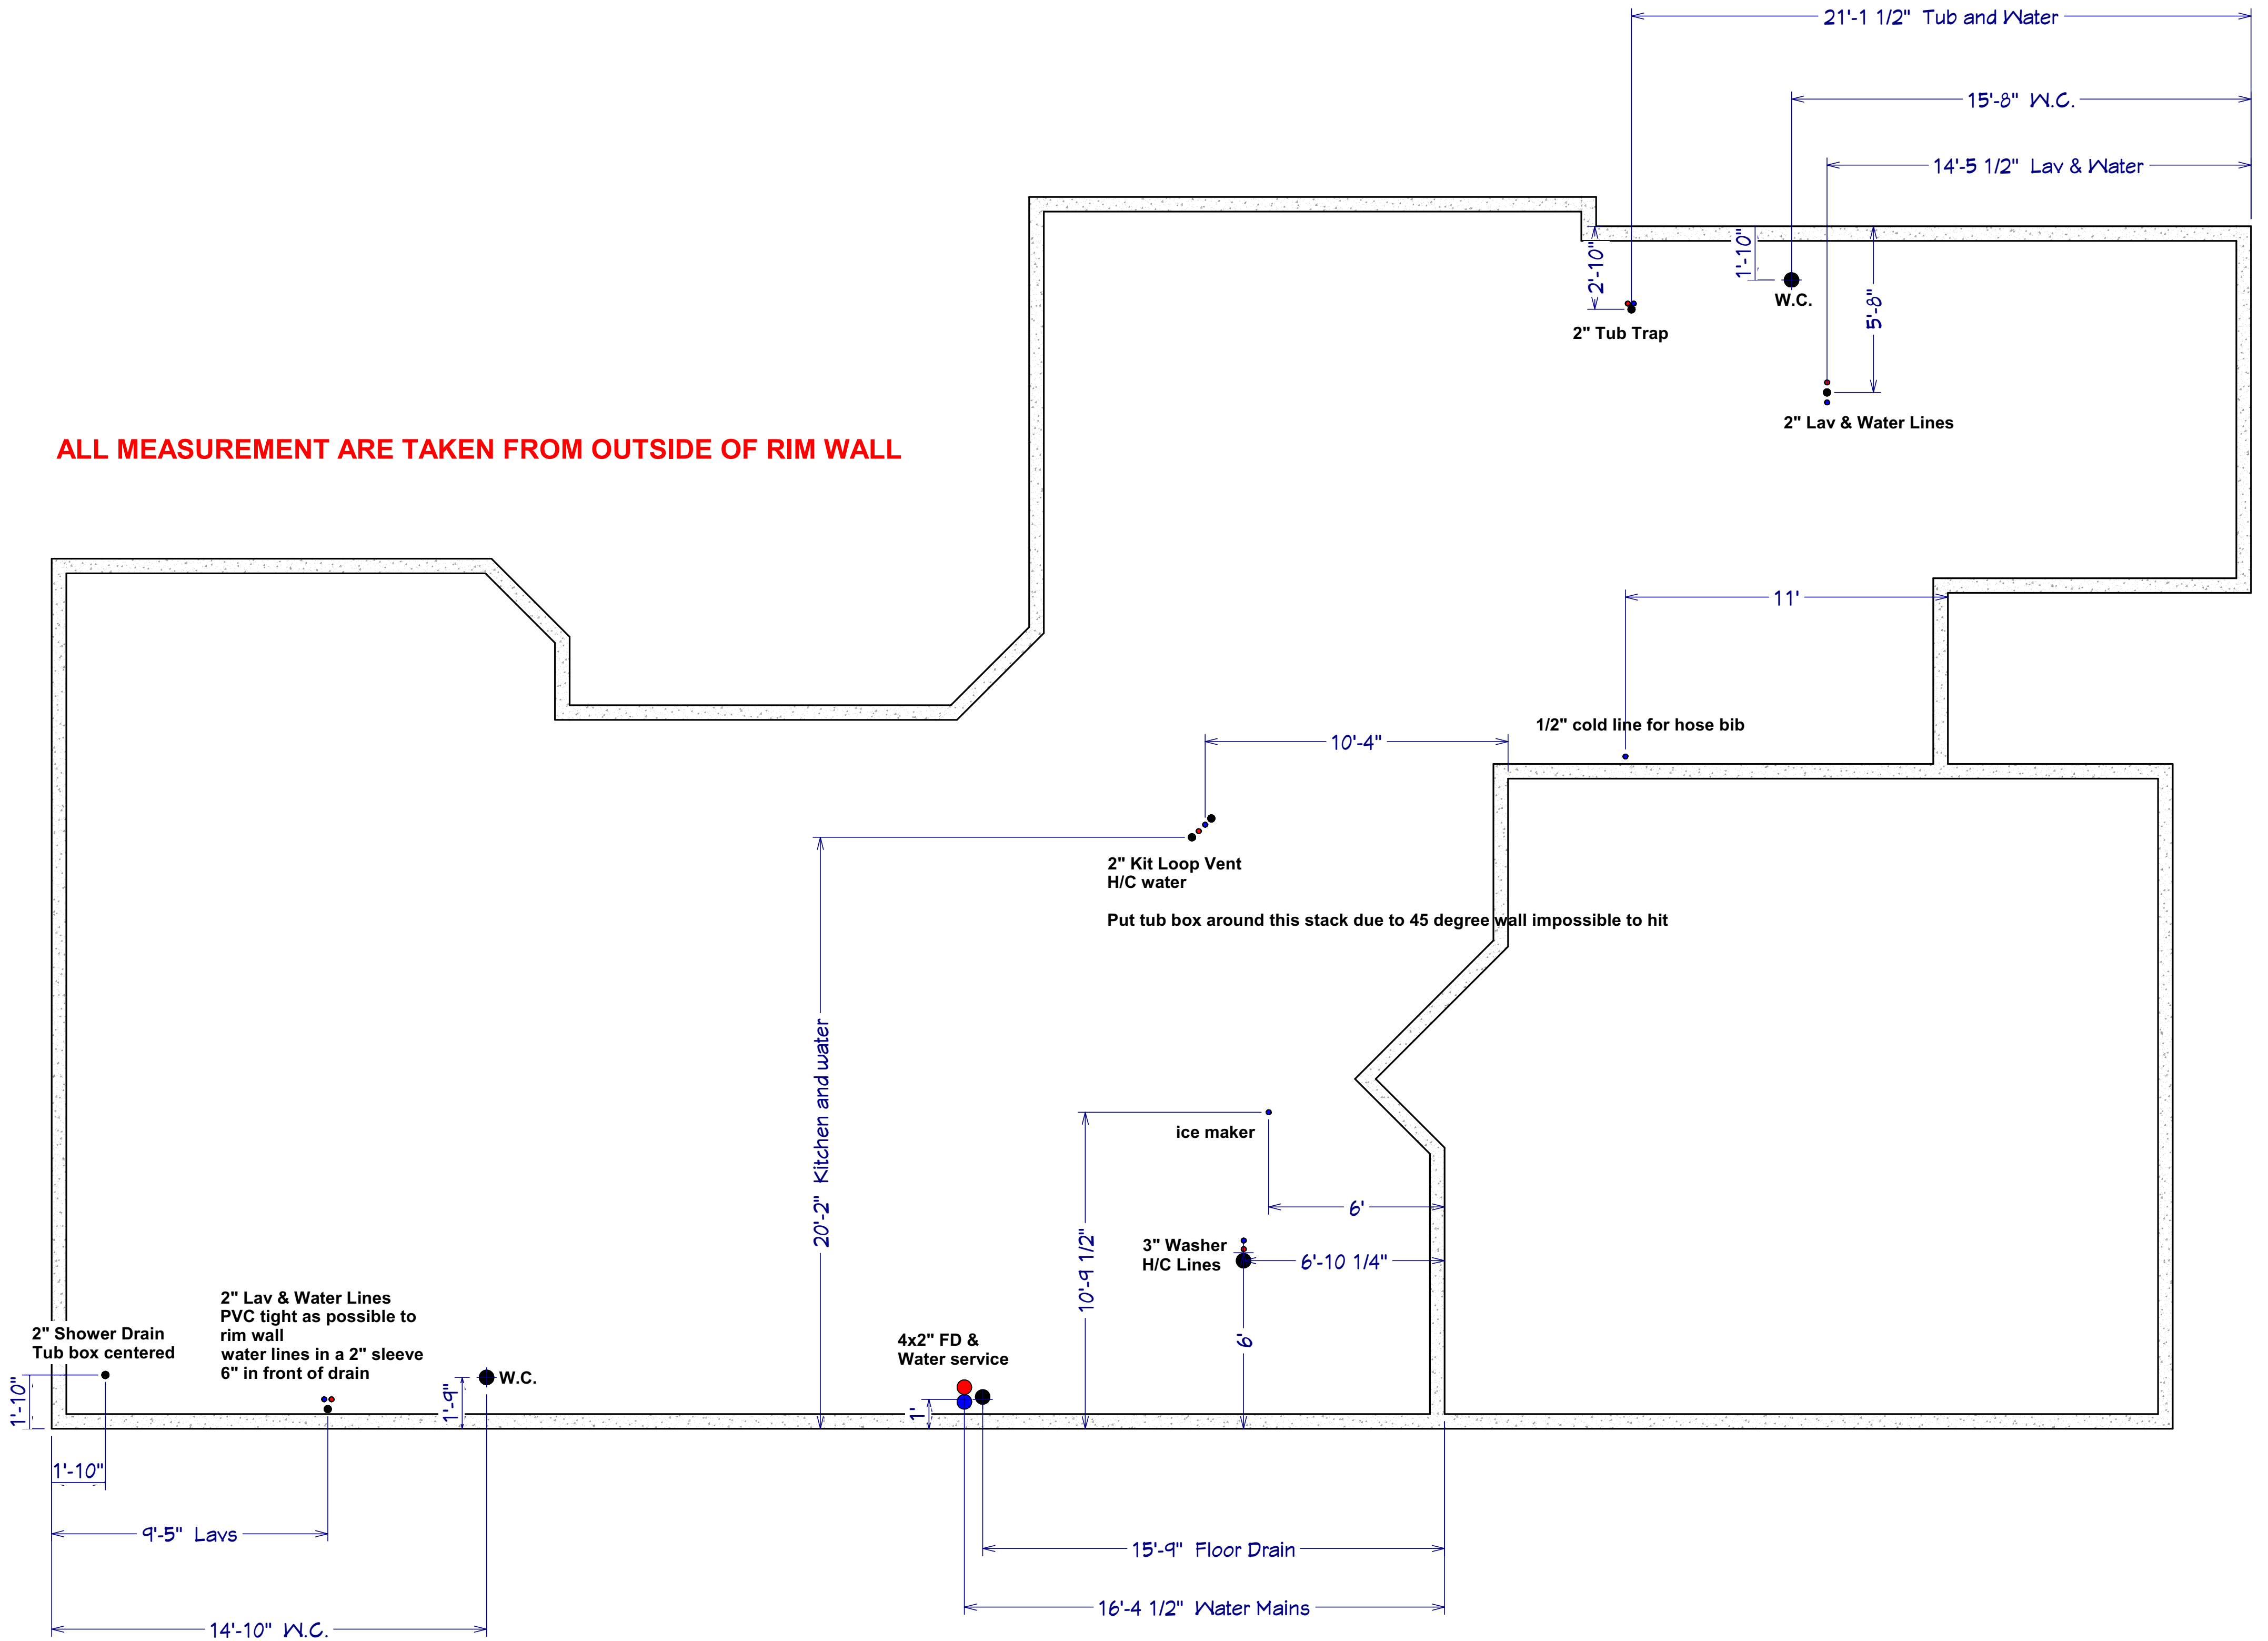 21'-1 1/2" Tub and Water
15'-8" W.C.
14'-5 1/2" Lav & Water
2'-10"
1'-10"
5'-8"
W.C.
2" Tub Trap
2" Lav & Water Lines
ALL MEASUREMENT ARE TAKEN FROM OUTSIDE OF RIM WALL
11'
1/2" cold line for hose bib
10'-4"
2" Kit Loop Vent
H/C water
Put tub box around this stack due to 45 degree wall impossible to hit
20'-2" Kitchen and water
ice maker
6'
10'-9 1/2"
3" Washer
H/C Lines
6'-10 1/4"
6'
2" Shower Drain
Tub box centered
2" Lav & Water Lines
PVC tight as possible to
rim wall
water lines in a 2" sleeve
6" in front of drain
4x2" FD &
Water service
W.C.
1'-10"
1'-9"
1'
1'-10"
9'-5" Lavs
15'-9" Floor Drain
16'-4 1/2" Water Mains
14'-10" W.C.